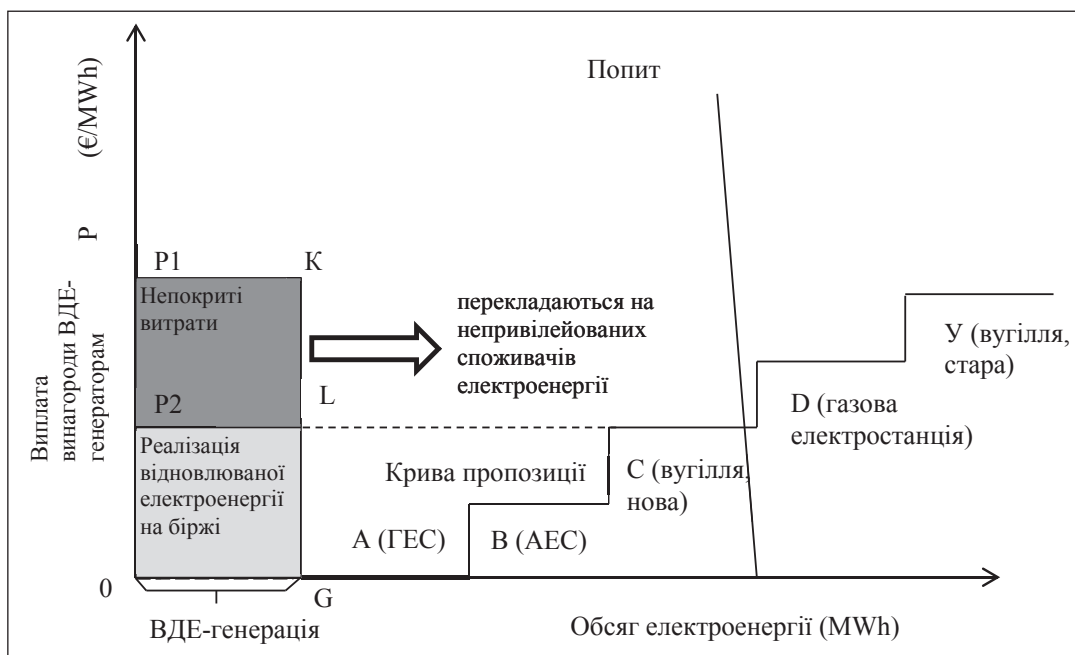 Виплата
винагороди ВДЕ-
генераторам
Р (€/MWh)
Попит
P1
К
Непокриті
витрати
перекладаються на
непривілейованих
споживачів
електроенергії
L
P2
У (вугілля,
стара)
D (газова
електростанція)
Реалізація
відновлюваної
електроенергії
на біржі
Крива пропозиції
С (вугілля,
нова)
А (ГЕС)
В (АЕС)
0
G
ВДЕ-генерація
Обсяг електроенергії (MWh)